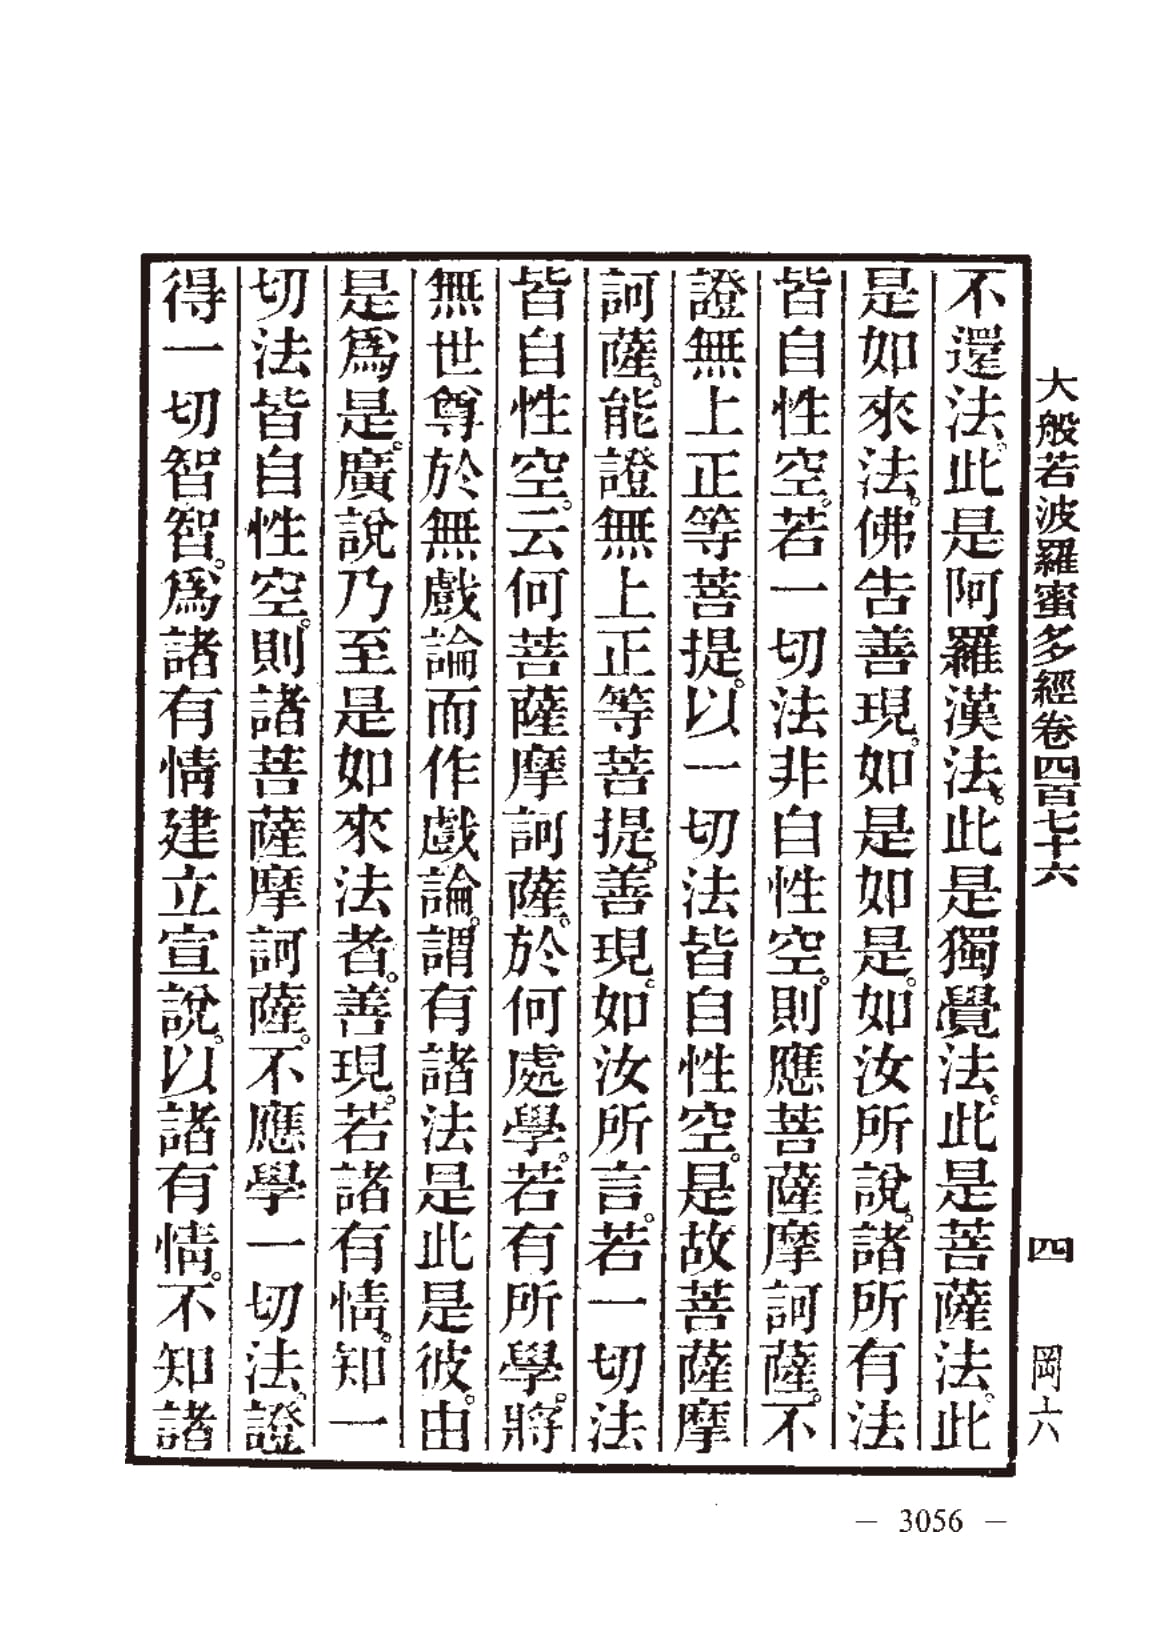 大般若波羅蜜多經卷四百七十六 四 岡六
不還法。此是阿羅漢法。此是獨覺法。此是菩薩法。此
是如來法。佛告善現。如是如是。如汝所說。諸所有法
皆自性空。若一切法非自性空。則應菩薩摩訶薩。不
證無上正等菩提。以一切法皆自性空。是故菩薩摩
訶薩。能證無上正等菩提。善現。如汝所言。若一切法
皆自性空。云何菩薩摩訶薩。於何處學。若有所學。將
無世尊於無戲論而作戲論。謂有諸法是此是彼。由
是爲是。廣說乃至是如來法者。善現。若諸有情。知一
切法皆自性空。則諸菩薩摩訶薩。不應學一切法。證
得一切智智。爲諸有情建立宣說。以諸有情。不知諸
— 3056 —